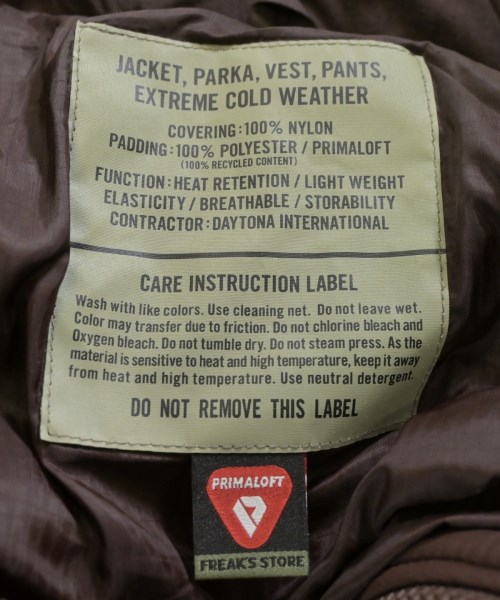 JACKET, PARKA, VEST, PANTS,
EXTREME COLD WEATHER
COVERING:100% NYLON
PADDING:100% POLYESTER / PRIMALOFT
(100% RECYCLED CONTENT)
FUNCTION:HEAT RETENTION / LIGHT WEIGHT
ELASTICITY / BREATHABLE / STORABILITY
CONTRACTOR:DAYTONA INTERNATIONAL
CARE INSTRUCTION LABEL
Wash with like colors. Use cleaning net. Do not leave wet.
Color may transfer due to friction. Do not chlorine bleach and
Oxygen bleach. Do not tumble dry. Do not steam press. As the
material is sensitive to heat and high temperature, keep it away
from heat and high temperature. Use neutral detergent.
DO NOT REMOVE THIS LABEL
PRIMALOFT
FREAK'S STORE